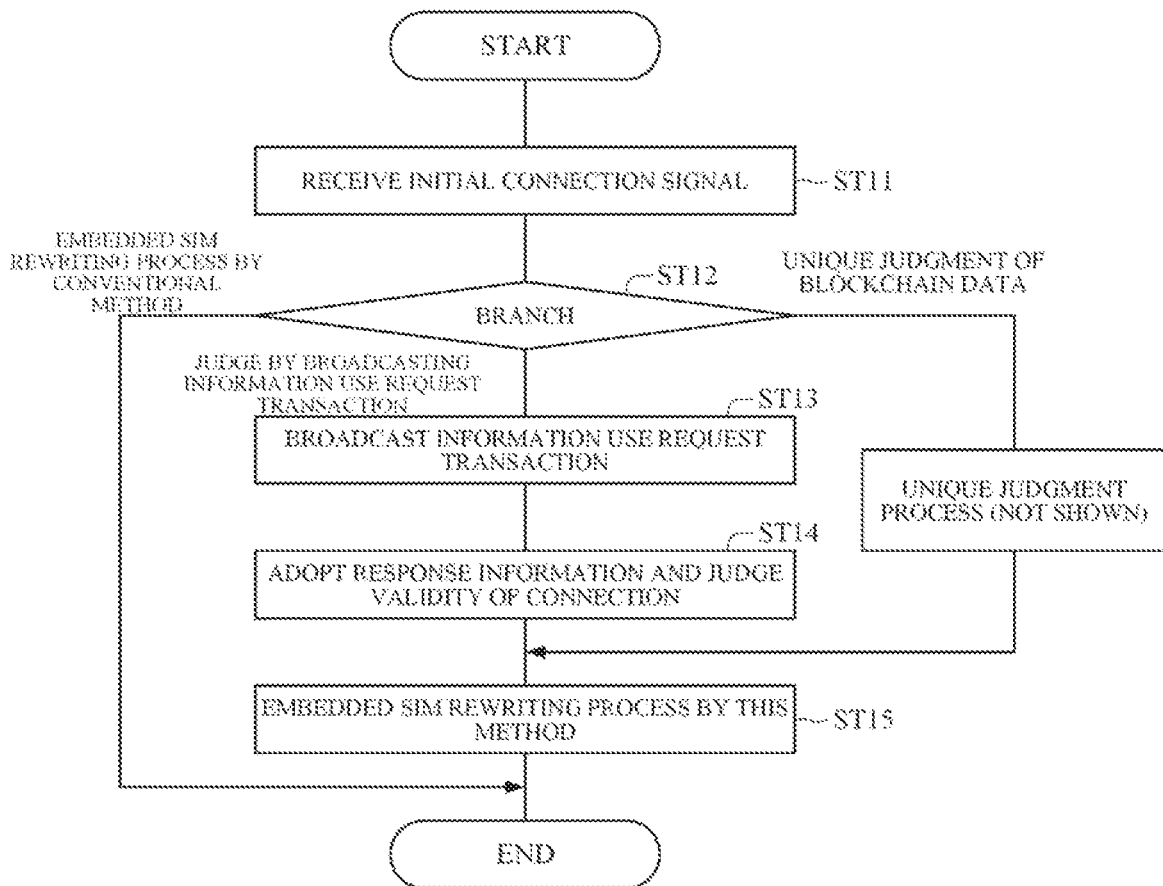 START
RECEIVE INITIAL CONNECTION SIGNAL
ST11
EMBEDDED SIM
REWRITING PROCESS BY
CONVENTIONAL
METHOD
ST12
UNIQUE JUDGMENT OF
BLOCKCHAIN DATA
BRANCH
JUDGE BY BROADCASTING
INFORMATION USE REQUEST
TRANSACTION
ST13
BROADCAST INFORMATION USE REQUEST
TRANSACTION
UNIQUE JUDGMENT
PROCESS (NOT SHOWN)
ST14
ADOPT RESPONSE INFORMATION AND JUDGE
VALIDITY OF CONNECTION
EMBEDDED SIM REWRITING PROCESS BY THIS
METHOD
ST15
END